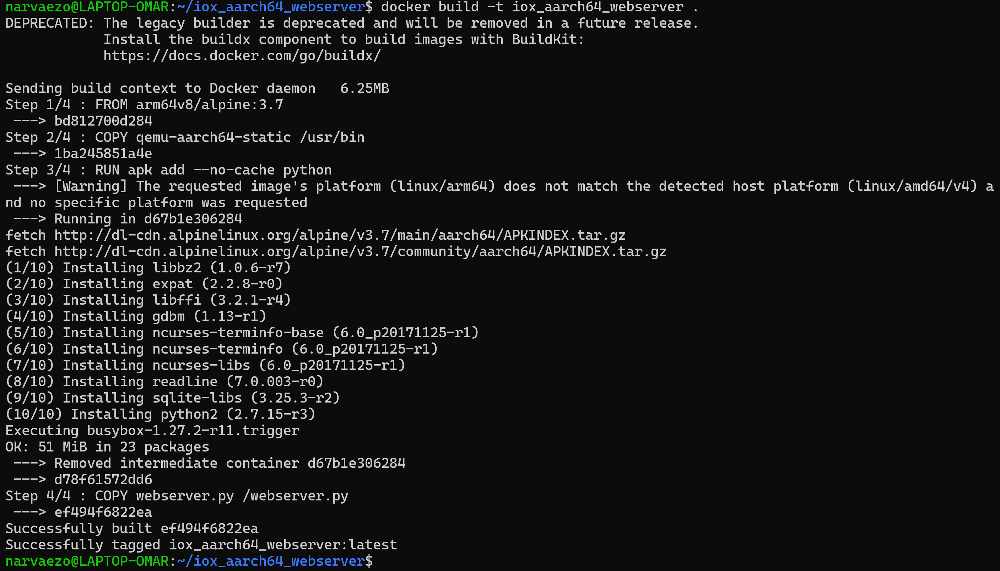 narvaezo@LAPTOP-OMAR:~/iox_aarch64_webserver$ docker build -t iox_aarch64_webserver .
DEPRECATED: The legacy builder is deprecated and will be removed in a future release.
            Install the buildx component to build images with BuildKit:
            https://docs.docker.com/go/buildx/

Sending build context to Docker daemon   6.25MB
Step 1/4 : FROM arm64v8/alpine:3.7
 ---> bd812700d284
Step 2/4 : COPY qemu-aarch64-static /usr/bin
 ---> 1ba245851a4e
Step 3/4 : RUN apk add --no-cache python
 ---> [Warning] The requested image's platform (linux/arm64) does not match the detected host platform (linux/amd64/v4) a
nd no specific platform was requested
 ---> Running in d67b1e306284
fetch http://dl-cdn.alpinelinux.org/alpine/v3.7/main/aarch64/APKINDEX.tar.gz
fetch http://dl-cdn.alpinelinux.org/alpine/v3.7/community/aarch64/APKINDEX.tar.gz
(1/10) Installing libbz2 (1.0.6-r7)
(2/10) Installing expat (2.2.8-r0)
(3/10) Installing libffi (3.2.1-r4)
(4/10) Installing gdbm (1.13-r1)
(5/10) Installing ncurses-terminfo-base (6.0_p20171125-r1)
(6/10) Installing ncurses-terminfo (6.0_p20171125-r1)
(7/10) Installing ncurses-libs (6.0_p20171125-r1)
(8/10) Installing readline (7.0.003-r0)
(9/10) Installing sqlite-libs (3.25.3-r2)
(10/10) Installing python2 (2.7.15-r3)
Executing busybox-1.27.2-r11.trigger
OK: 51 MiB in 23 packages
 ---> Removed intermediate container d67b1e306284
 ---> d78f61572dd6
Step 4/4 : COPY webserver.py /webserver.py
 ---> ef494f6822ea
Successfully built ef494f6822ea
Successfully tagged iox_aarch64_webserver:latest
narvaezo@LAPTOP-OMAR:~/iox_aarch64_webserver$